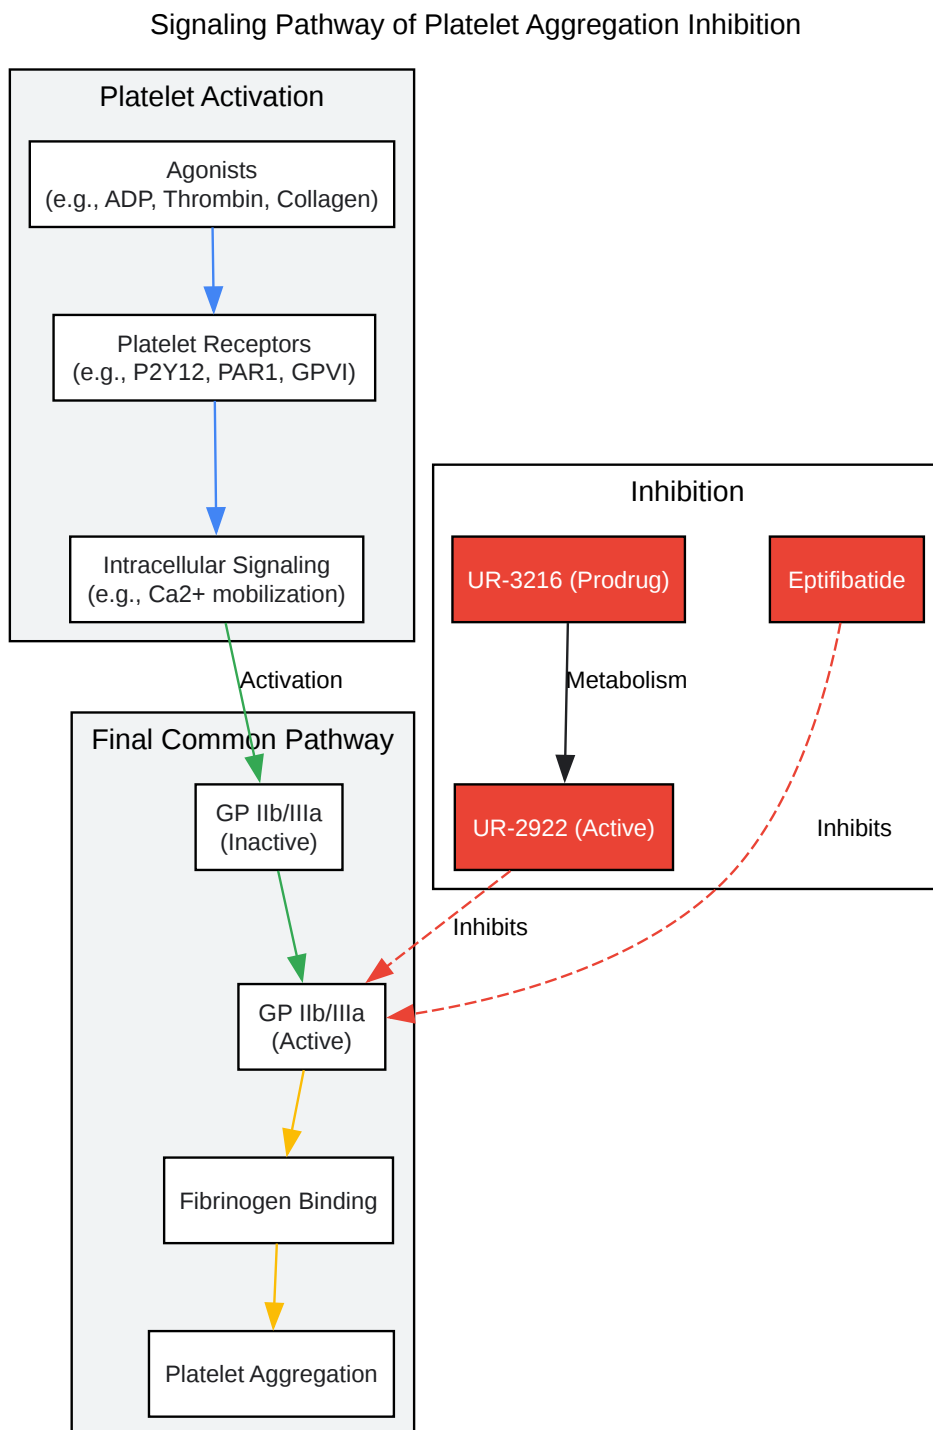 Signaling Pathway of Platelet Aggregation Inhibition
Platelet Activation
Agonists
(e.g., ADP, Thrombin, Collagen)
Platelet Receptors
(e.g., P2Y12, PAR1, GPVI)
Intracellular Signaling
(e.g., Ca2+ mobilization)
Inhibition
UR-3216 (Prodrug)
Eptifibatide
Activation
Metabolism
Final Common Pathway
GP IIb/IIIa
(Inactive)
UR-2922 (Active)
Inhibits
Inhibits
GP IIb/IIIa
(Active)
Fibrinogen Binding
Platelet Aggregation